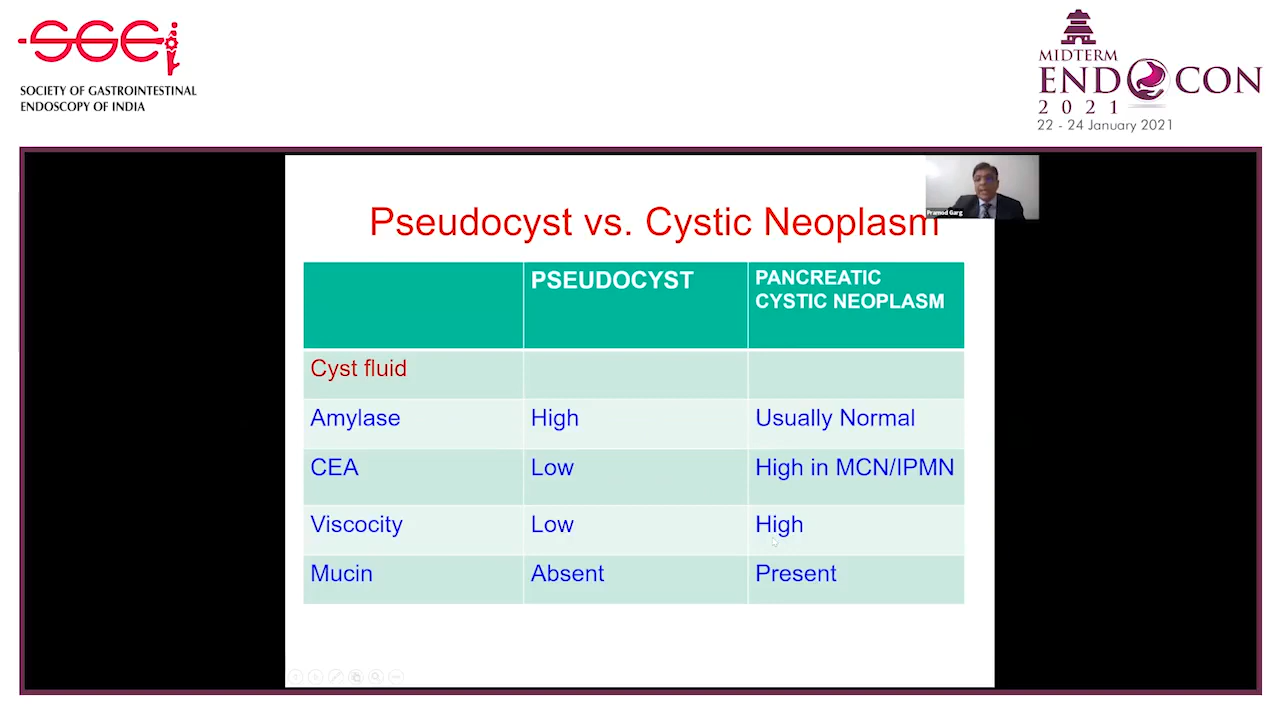 SGEI
SOCIETY OF GASTROINTESTINAL
ENDOSCOPY OF INDIA
MIDTERM
ENDOCON
2021
22 - 24 January 2021
Pramod Garg
Pseudocyst vs. Cystic Neoplasm
PSEUDOCYST
PANCREATIC
CYSTIC NEOPLASM
Cyst fluid
Amylase High Usually Normal
CEA Low High in MCN/IPMN
Viscocity Low High
Mucin Absent Present